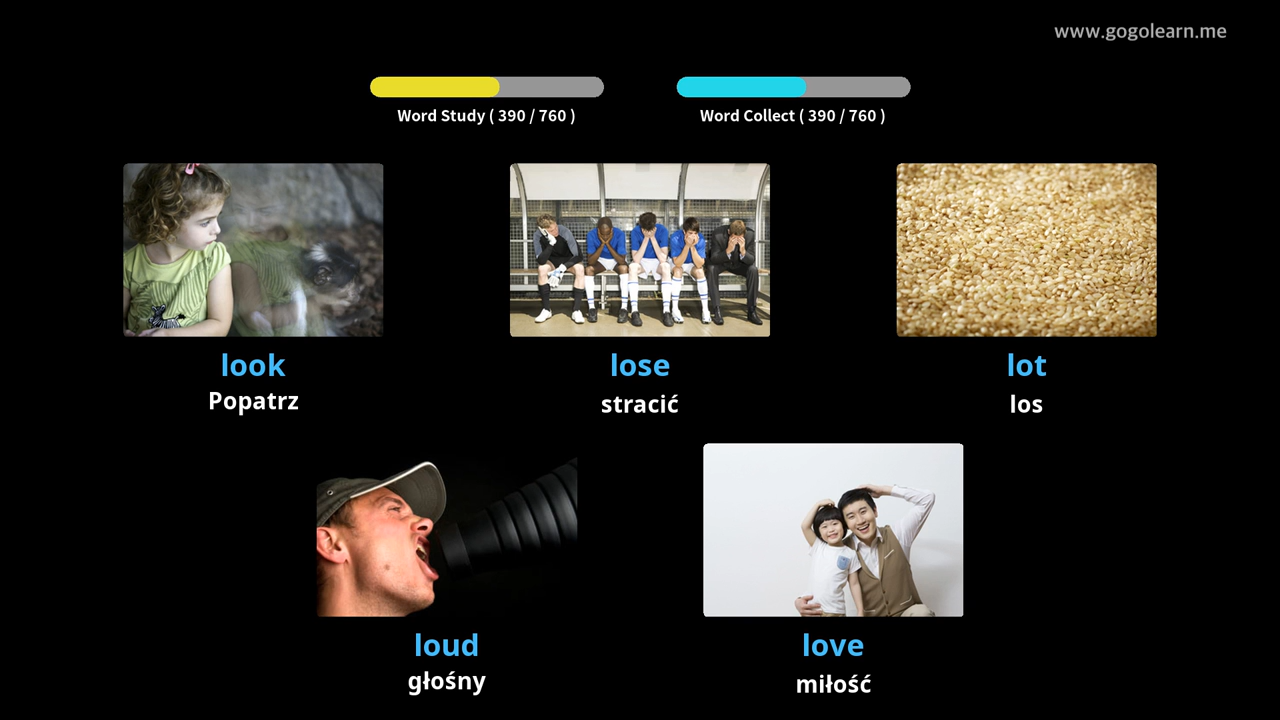 www.gogolearn.me
Word Study ( 390 / 760 )
Word Collect ( 390 / 760 )
look
Popatrz
lose
stracić
lot
los
loud
głośny
love
miłość